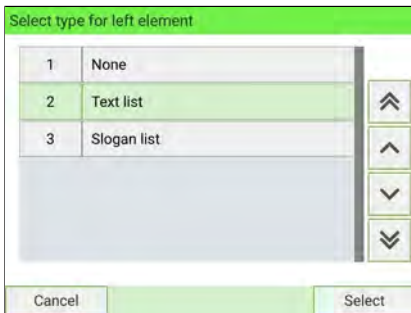 Select type for left element
1 None
2 Text list
3 Slogan list
Cancel Select